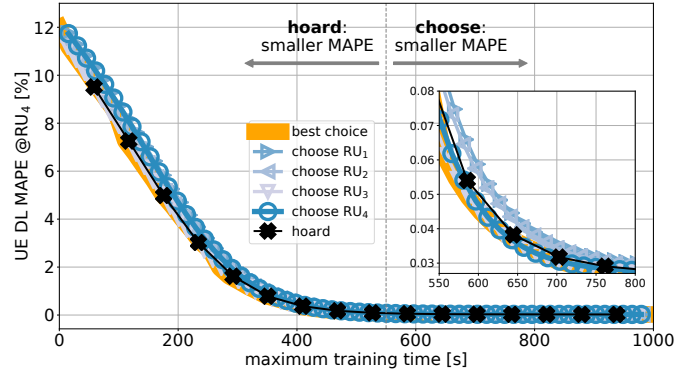 hoard: choose:
smaller MAPE smaller MAPE
UE DL MAPE @RU4 [%]
12
10
8
6
4
2
0
best choice
choose RU1
choose RU2
choose RU3
choose RU4
hoard
0.08
0.07
0.06
0.05
0.04
0.03
550 600 650 700 750 800
0 200 400 600 800 1000
maximum training time [s]